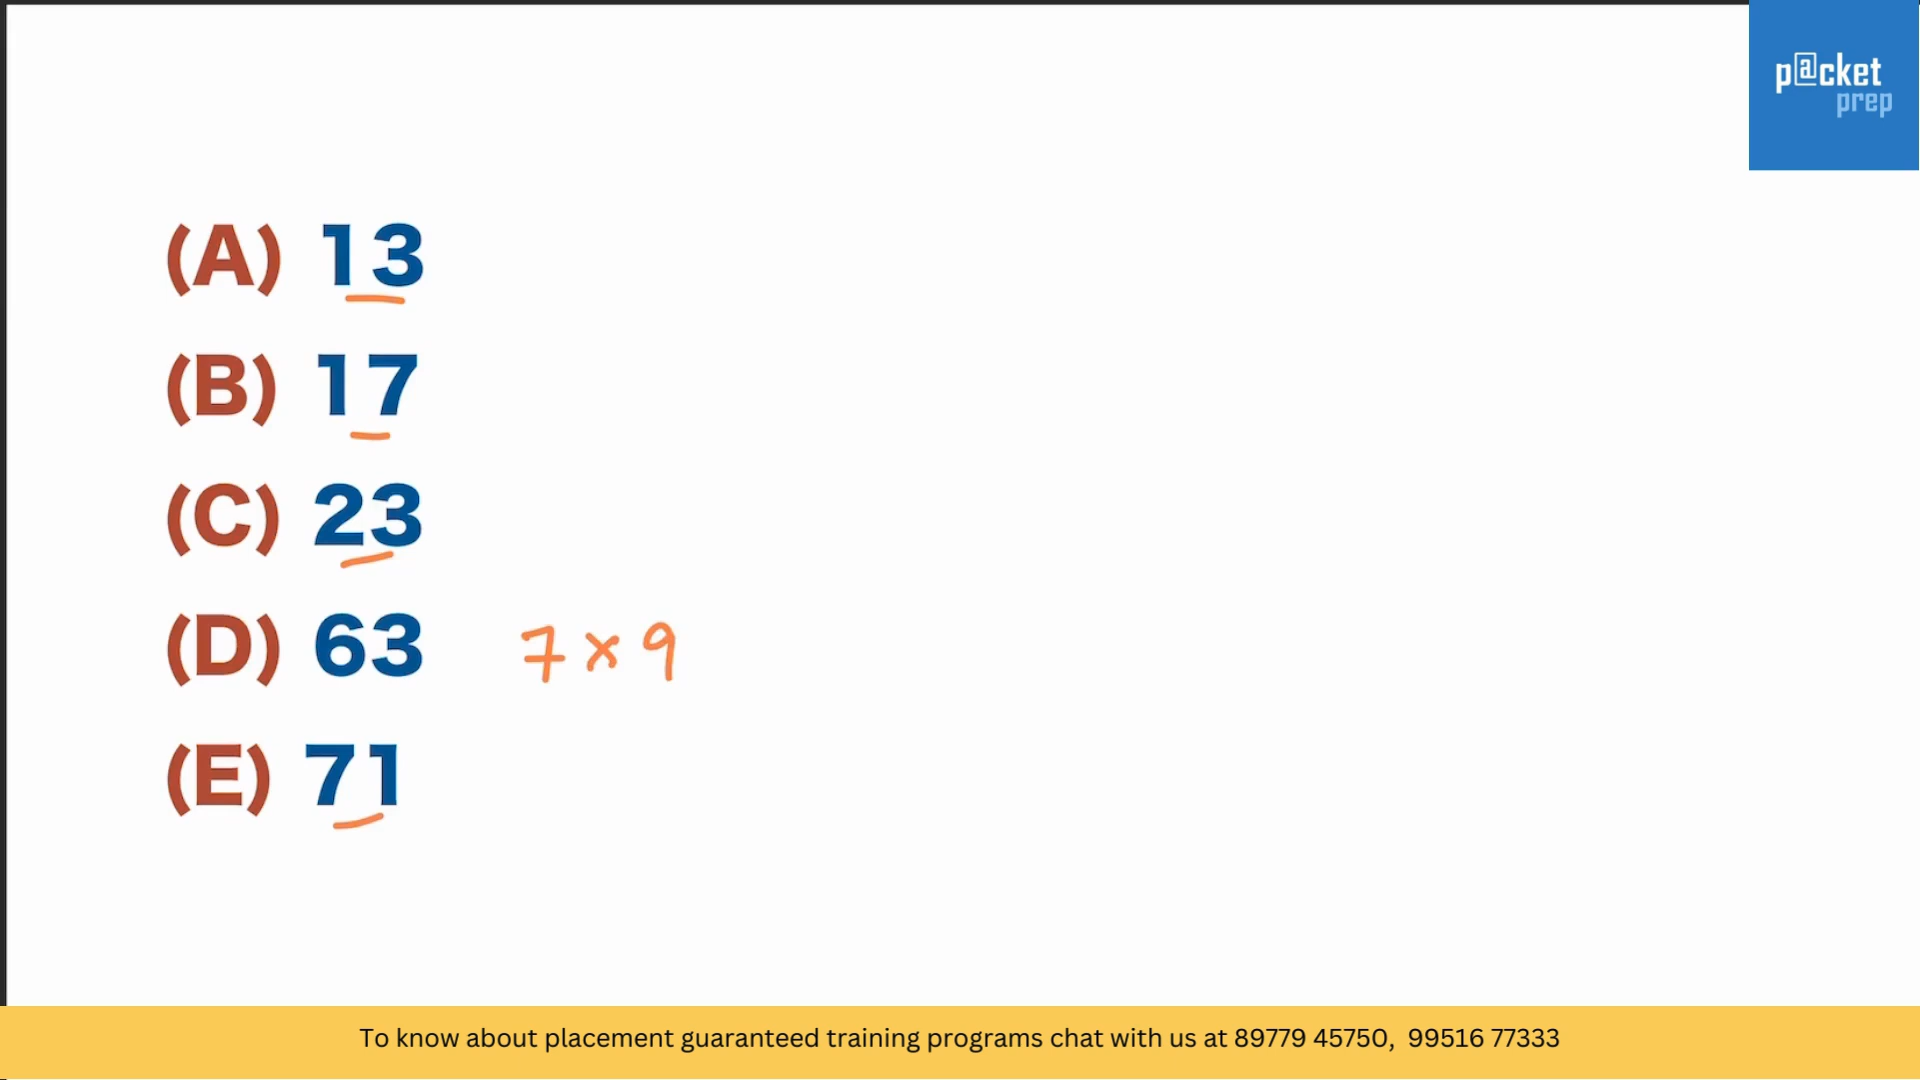 p@cket
prep
(A) 13
(B) 17
(C) 23
(D) 63 7 × 9
(E) 71
To know about placement guaranteed training programs chat with us at 89779 45750, 99516 77333